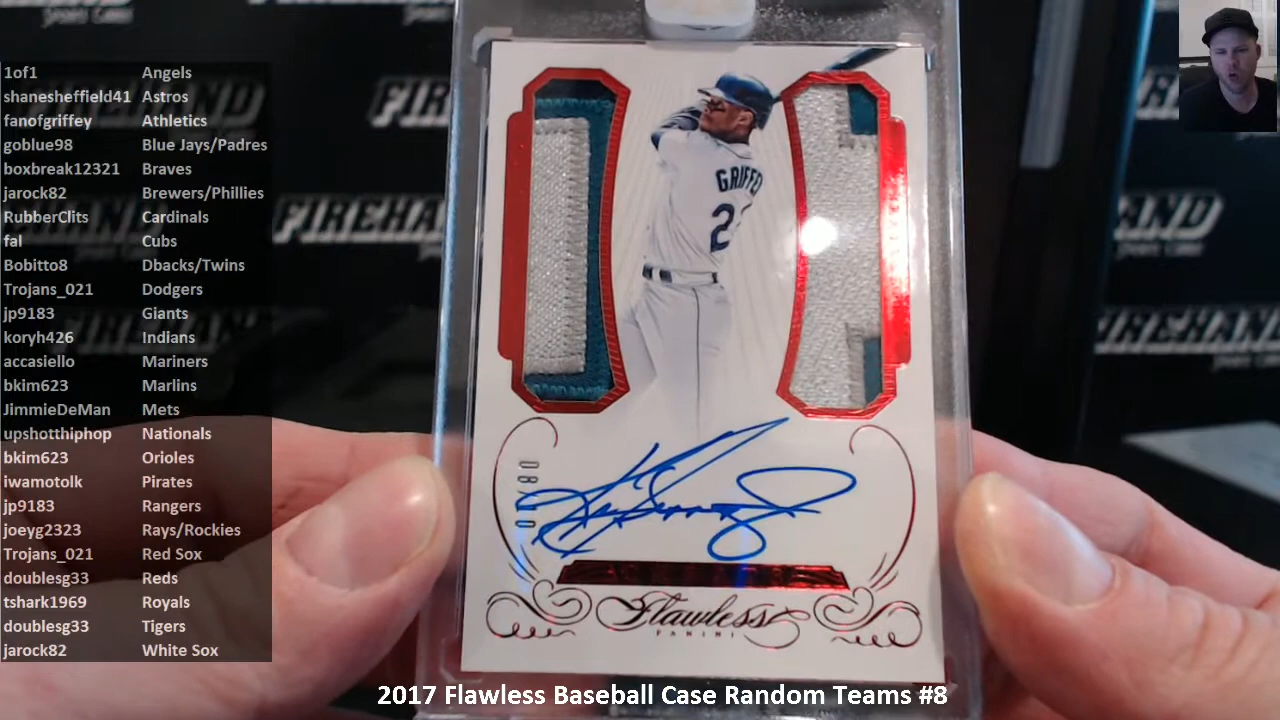 1of1 Angels
shanesheffield41 Astros
fanofgriffey Athletics
goblue98 Blue Jays/Padres
boxbreak12321 Braves
jarock82 Brewers/Phillies
RubberClits Cardinals
fal Cubs
Bobitto8 Dbacks/Twins
Trojans_021 Dodgers
jp9183 Giants
koryh426 Indians
accasiello Mariners
bkim623 Marlins
JimmieDeMan Mets
upshotthiphop Nationals
bkim623 Orioles
iwamotolk Pirates
jp9183 Rangers
joeyg2323 Rays/Rockies
Trojans_021 Red Sox
doublesg33 Reds
tshark1969 Royals
doublesg33 Tigers
jarock82 White Sox
FIREHAND
FIREHAND
FIREHAND
Flawless
PANINI
2017 Flawless Baseball Case Random Teams #8